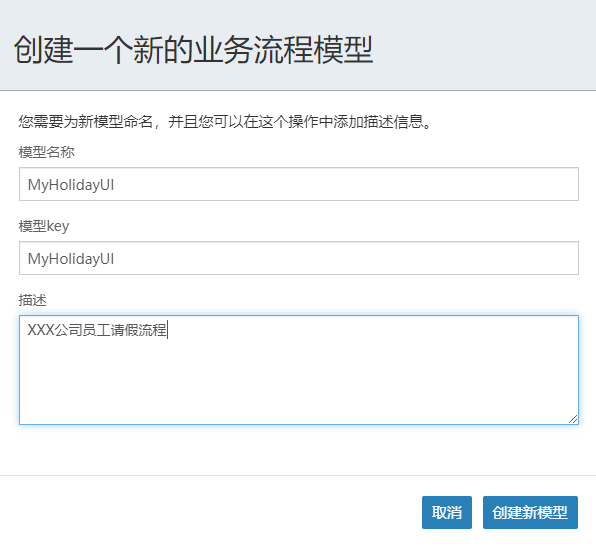 创建一个新的业务流程模型
您需要为新模型命名，并且您可以在这个操作中添加描述信息。
模型名称
MyHolidayUI
模型key
MyHolidayUI
描述
XXX公司员工请假流程
取消 创建新模型